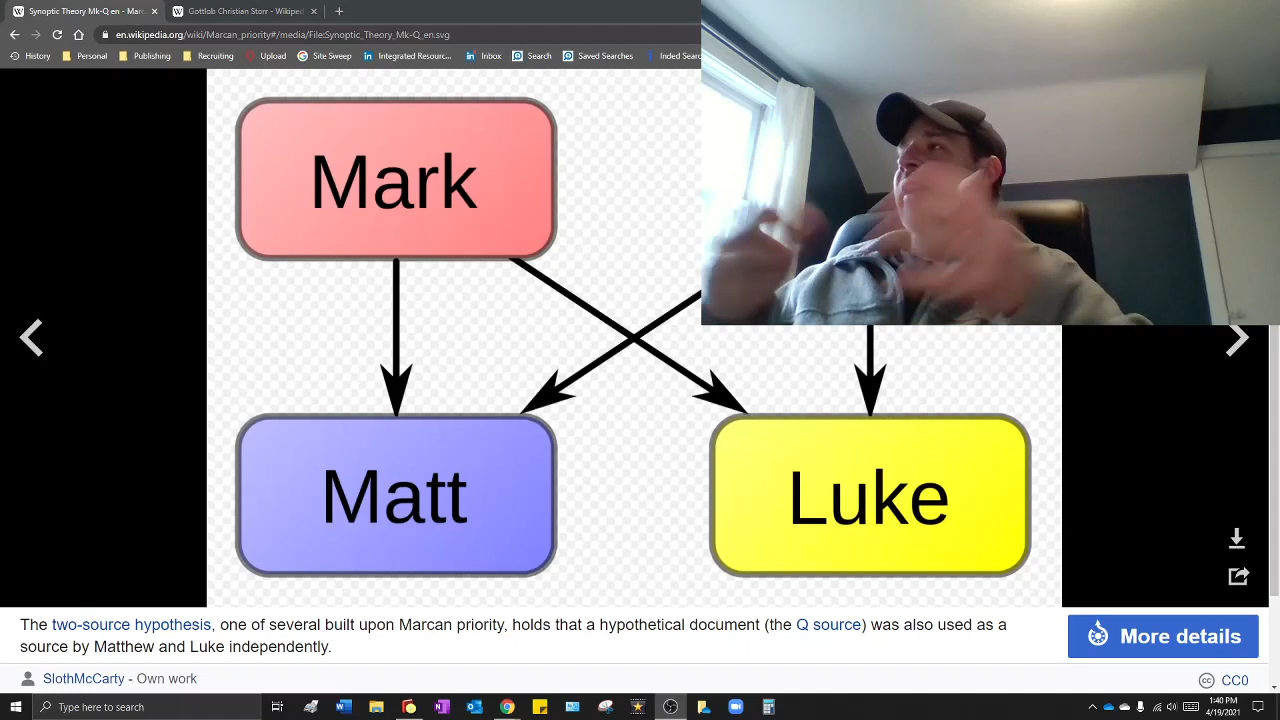 Synoptic Theory Mk-Q en - Marc
Gottlob Christian Storr - Wikiped
en.wikipedia.org/wiki/Marcan_priority#/media/File:Synoptic_Theory_Mk-Q_en.svg
History Personal Publishing Recruiting Upload Site Sweep Integrated Resourc... Inbox Search Saved Searches Inded Sear
Mark
Matt
Luke
The two-source hypothesis, one of several built upon Marcan priority, holds that a hypothetical document (the Q source) was also used as a
source by Matthew and Luke independently.
More details
SlothMcCarty - Own work
CC0
Type here to search
1:40 PM
4/19/2021